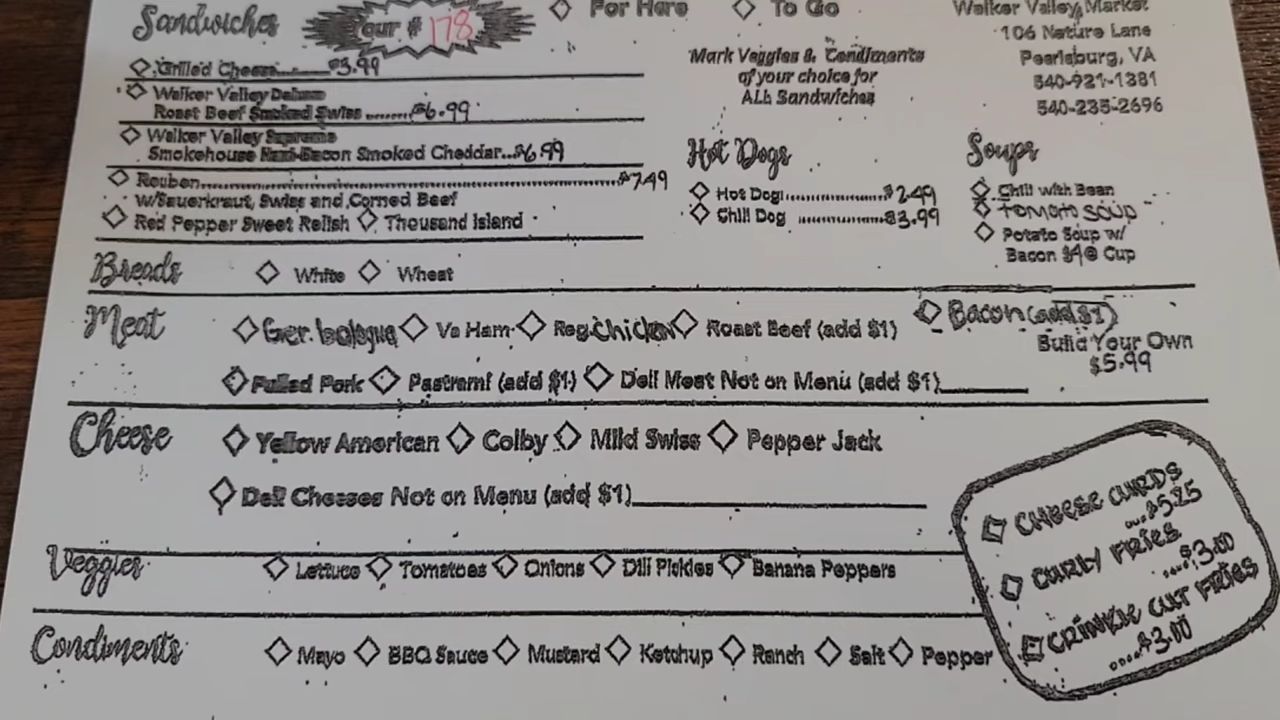 Sandwiches
Your # 178
For Here To Go
Walker Valley Market
106 Nature Lane
Pearisburg, VA
540-921-1381
540-235-2696
Mark Veggies & Condiments
of your choice for
ALL Sandwiches
Grilled Cheese........$3.99
Walker Valley Deluxe
Roast Beef Smoked Swiss ........$6.99
Walker Valley Supreme
Smokehouse Bacon Smoked Cheddar...$6.99
Reuben........$7.49
w/Sauerkraut, Swiss and Corned Beef
Red Pepper Sweet Relish Thousand Island
Hot Dogs
Hot Dog........$2.49
Chili Dog ........$3.99
Soups
Chili with Bean
Tomato Soup
Potato Soup w/
Bacon $4@ Cup
Breads White Wheat
Meat Ger. bologna Va Ham Reg.Chicken Roast Beef (add $1) Bacon (add $1)
Build Your Own
$5.99
Pulled Pork Pastrami (add $1) Deli Meat Not on Menu (add $1)
Cheese Yellow American Colby Mild Swiss Pepper Jack
Deli Cheeses Not on Menu (add $1)
CHEESE CURDS
...$5.25
CURLY FRIES
....$3.00
CRINKLE CUT FRIES
....$3.00
Veggies Lettuce Tomatoes Onions Dill Pickles Banana Peppers
Condiments Mayo BBQ Sauce Mustard Ketchup Ranch Salt Pepper